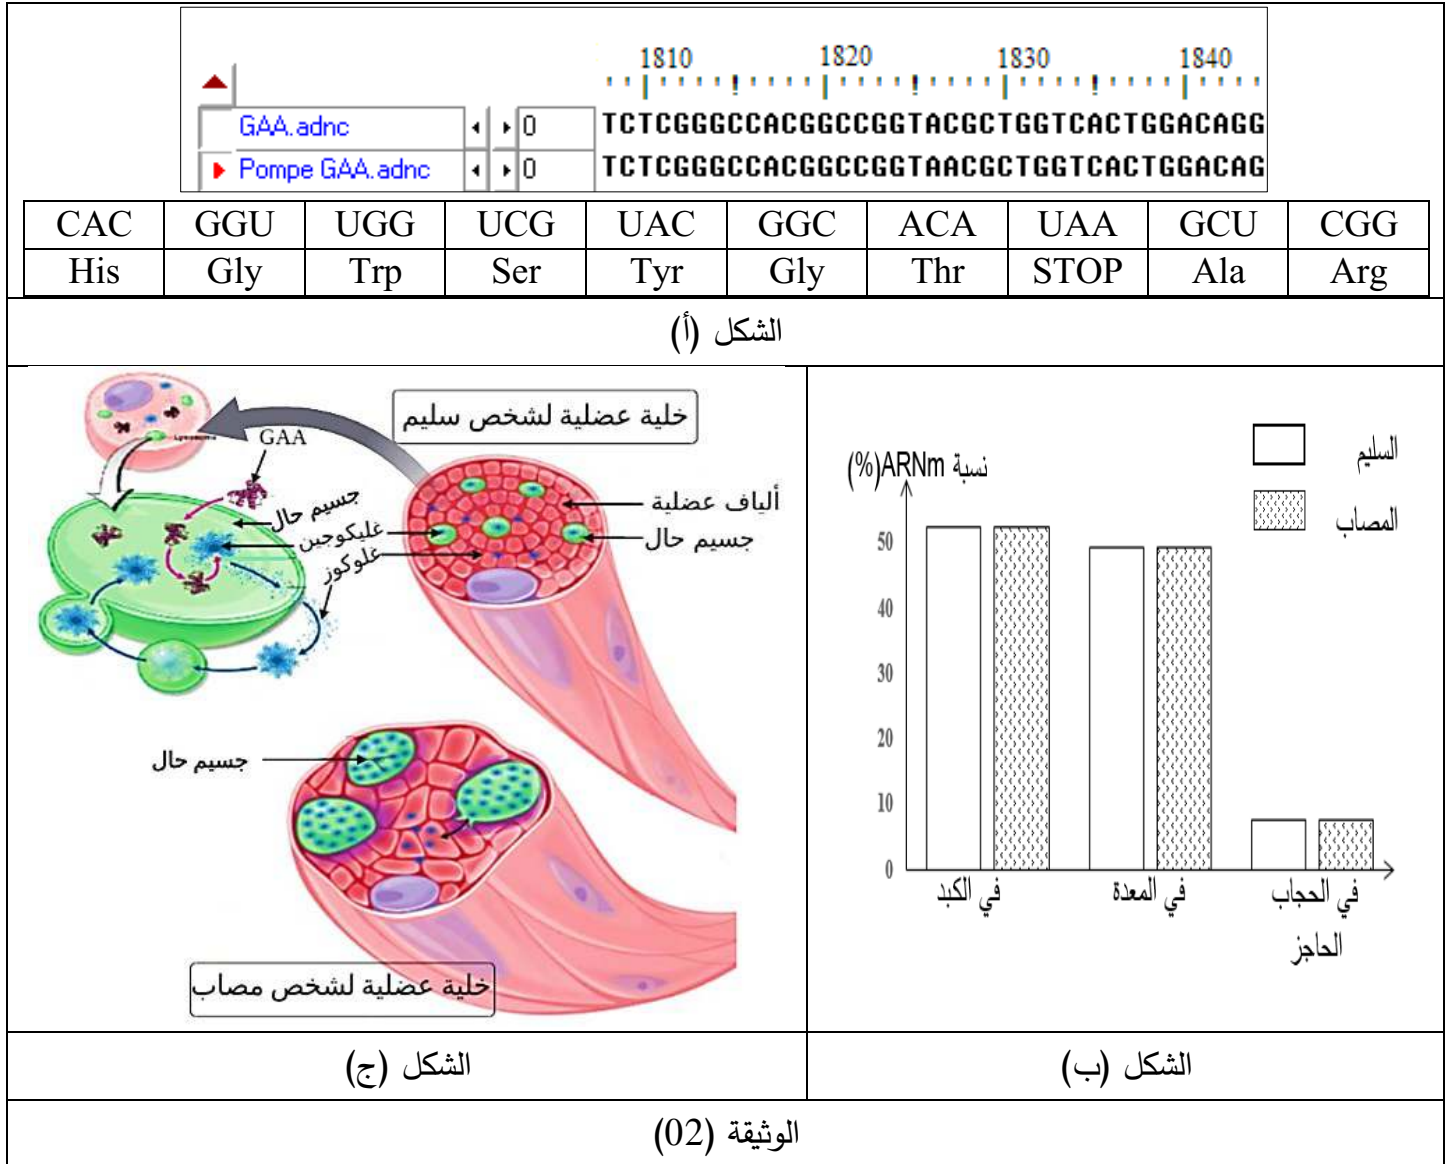 1810 1820 1830 1840
GAA.adnc 0 TCTCGGGCCACGGCCGGTACGCTGGTCACTGGACAGG
Pompe GAA.adnc 0 TCTCGGGCCACGGCCGGTAACGCTGGTCACTGGACAG
CAC GGU UGG UCG UAC GGC ACA UAA GCU CGG
His Gly Trp Ser Tyr Gly Thr STOP Ala Arg
الشكل (أ)
السليم
المصاب
نسبة ARNm(%)
50
40
30
20
10
0
في الكبد في المعدة في الحجاب
الحاجز
خلية عضلية لشخص سليم
Lysosome
GAA
جسيم حال
غليكوجين
غلوكوز
ألياف عضلية
جسيم حال
جسيم حال
خلية عضلية لشخص مصاب
الشكل (ب) الشكل (ج)
الوثيقة (02)